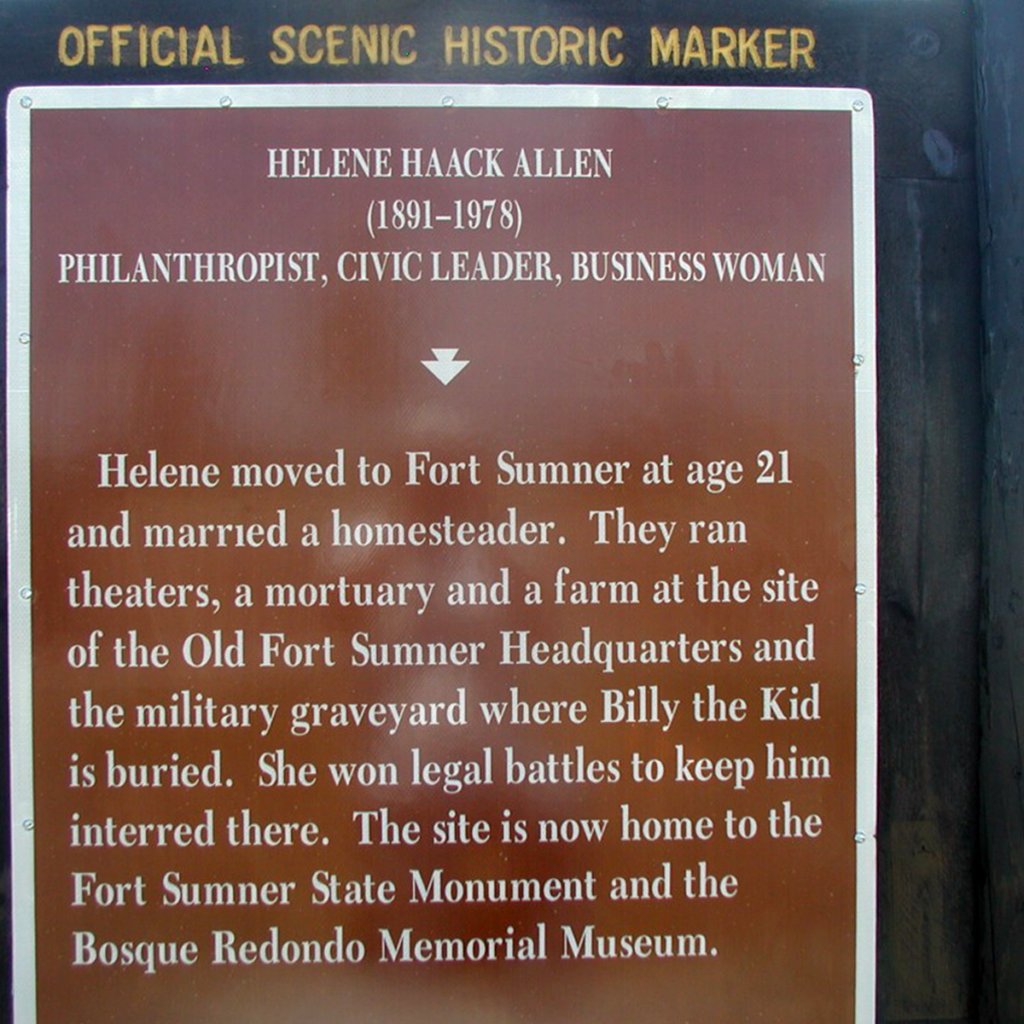 OFFICIAL SCENIC HISTORIC MARKER
HELENE HAACK ALLEN
(1891–1978)
PHILANTHROPIST, CIVIC LEADER, BUSINESS WOMAN
Helene moved to Fort Sumner at age 21
and married a homesteader. They ran
theaters, a mortuary and a farm at the site
of the Old Fort Sumner Headquarters and
the military graveyard where Billy the Kid
is buried. She won legal battles to keep him
interred there. The site is now home to the
Fort Sumner State Monument and the
Bosque Redondo Memorial Museum.